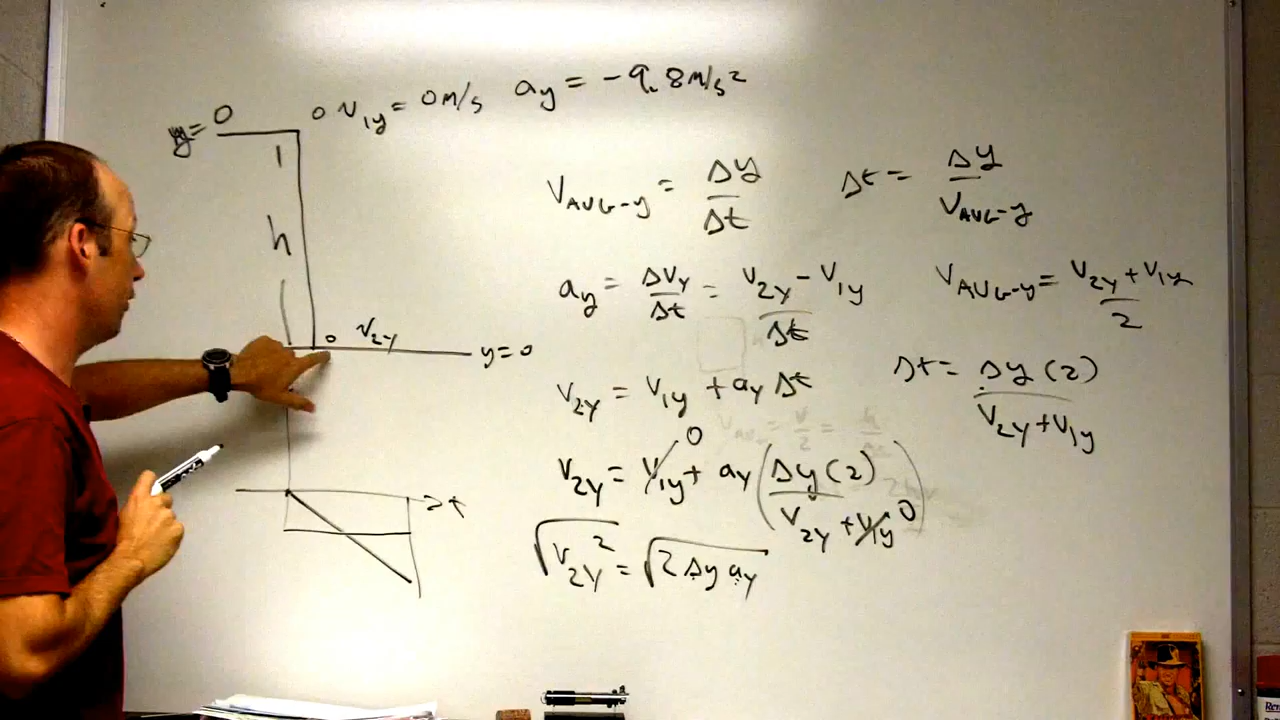 y=0
0 V₁y = 0 m/s
ay = -9.8 m/s²
h
0 V₂y
y=0
t
V_AVG-y = Δy/Δt
Δt = Δy/V_AVG-y
ay = ΔVy/Δt = (V₂y - V₁y)/Δt
V_AVG-y = (V₂y + V₁y)/2
V₂y = V₁y + ay Δt
Δt = Δy(2)/(V₂y + V₁y)
V₂y = V₁y 0 + ay (Δy(2)/(V₂y + V₁y 0))
√V₂y² = √2 Δy ay